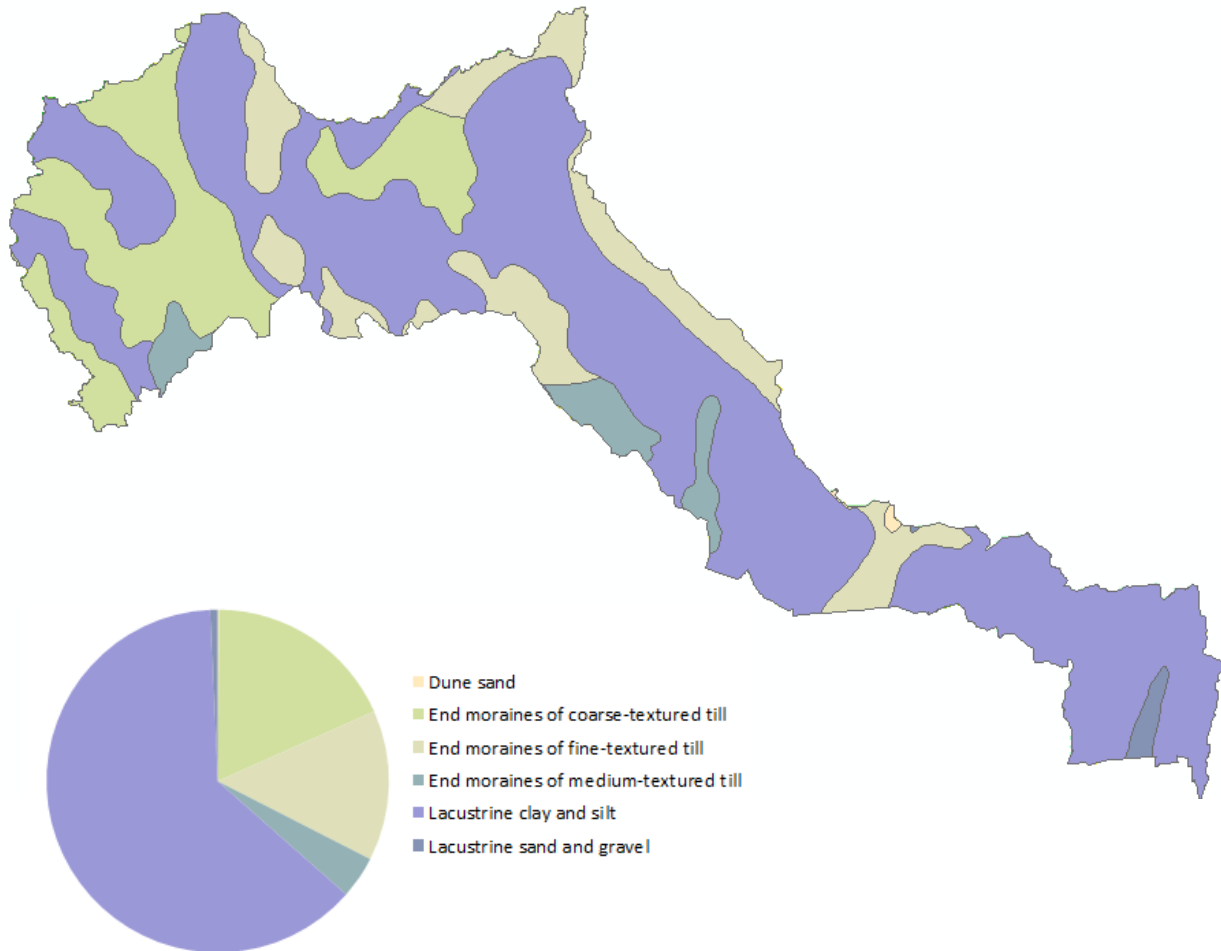 Dune sand
End moraines of coarse-textured till
End moraines of fine-textured till
End moraines of medium-textured till
Lacustrine clay and silt
Lacustrine sand and gravel